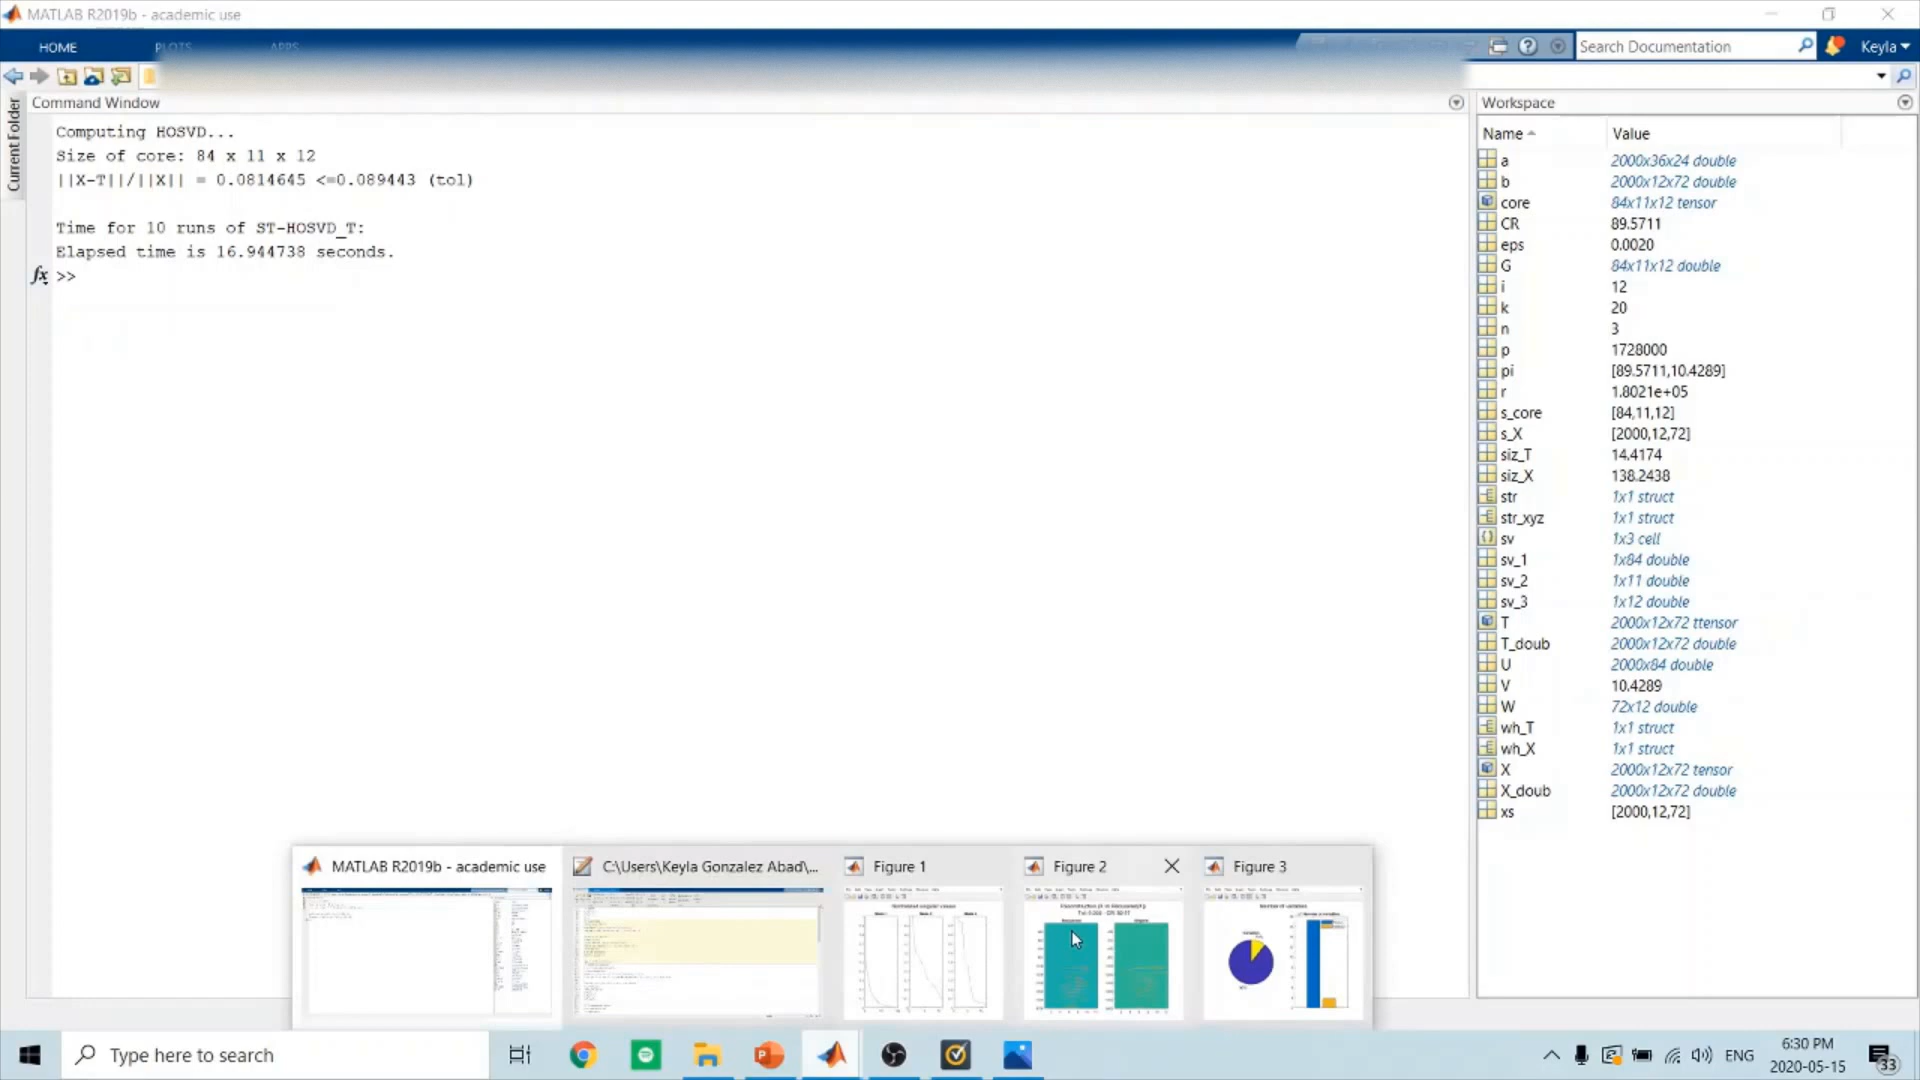 MATLAB R2019b - academic use
HOME PLOTS APPS
Search Documentation
Keyla
Current Folder
Command Window
Computing HOSVD...
Size of core: 84 x 11 x 12
||X-T||/||X|| = 0.0814645 <=0.089443 (tol)
Time for 10 runs of ST-HOSVD_T:
Elapsed time is 16.944738 seconds.
fx >>
Workspace
Name Value
a 2000x36x24 double
b 2000x12x72 double
core 84x11x12 tensor
CR 89.5711
eps 0.0020
G 84x11x12 double
i 12
k 20
n 3
p 1728000
pi [89.5711,10.4289]
r 1.8021e+05
s_core [84,11,12]
s_X [2000,12,72]
siz_T 14.4174
siz_X 138.2438
str 1x1 struct
str_xyz 1x1 struct
sv 1x3 cell
sv_1 1x84 double
sv_2 1x11 double
sv_3 1x12 double
T 2000x12x72 ttensor
T_doub 2000x12x72 double
U 2000x84 double
V 10.4289
W 72x12 double
wh_T 1x1 struct
wh_X 1x1 struct
X 2000x12x72 tensor
X_doub 2000x12x72 double
xs [2000,12,72]
MATLAB R2019b - academic use
C:\Users\Keyla Gonzalez Abad\...
Figure 1
Figure 2
Figure 3
Type here to search
ENG
6:30 PM
2020-05-15
33